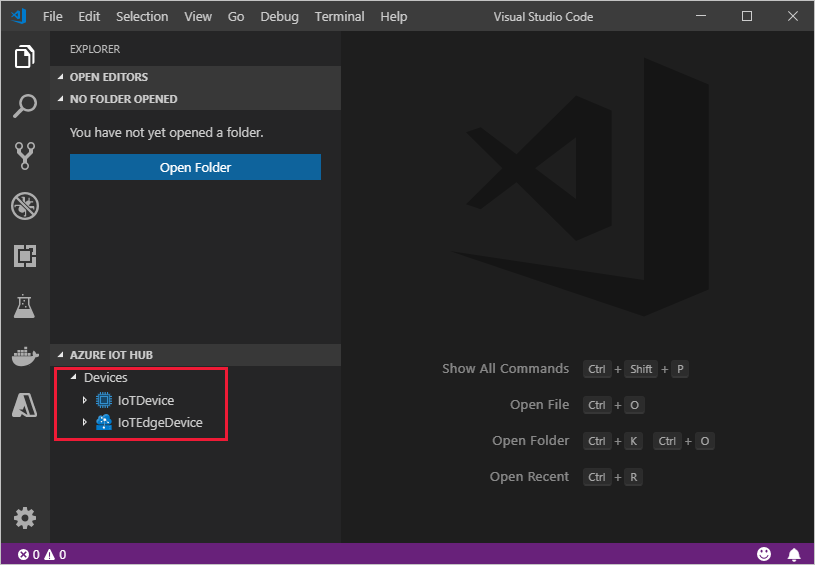 File Edit Selection View Go Debug Terminal Help Visual Studio Code
EXPLORER
OPEN EDITORS
NO FOLDER OPENED
You have not yet opened a folder.
Open Folder
AZURE IOT HUB
Devices
IoTDevice
IoTEdgeDevice
Show All Commands Ctrl + Shift + P
Open File Ctrl + O
Open Folder Ctrl + K Ctrl + O
Open Recent Ctrl + R
0 0